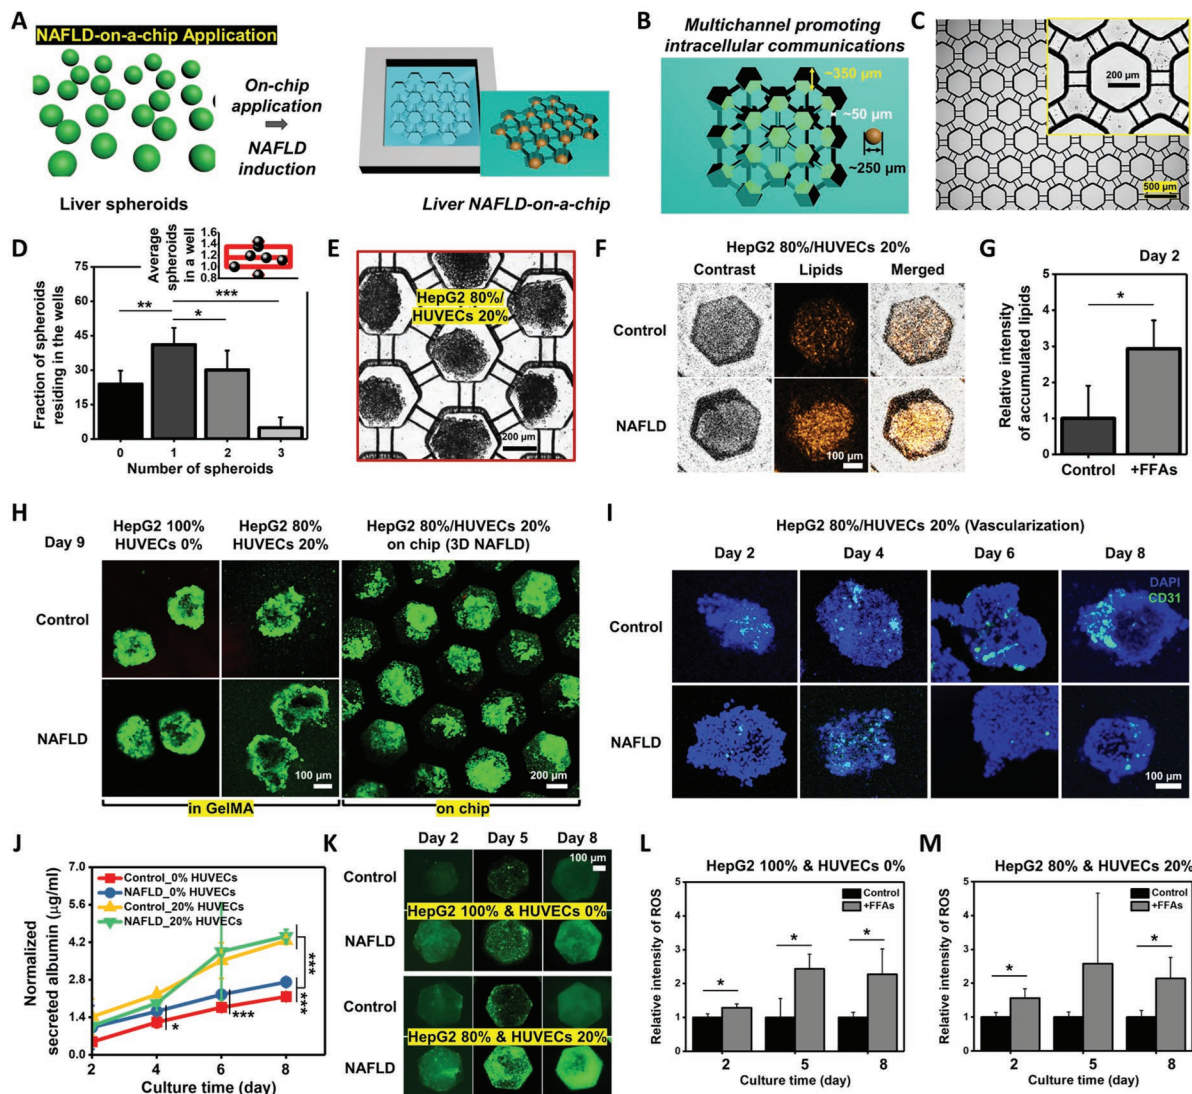 A
NAFLD-on-a-chip Application
On-chip
application
NAFLD
induction
Liver spheroids
Liver NAFLD-on-a-chip
B
Multichannel promoting
intracellular communications
~350 µm
~50 µm
~250 µm
C
200 µm
500 µm
D
Average
spheroids
in a well
1.6
1.4
1.2
1.0
0.8
Fraction of spheroids
residing in the wells
90
75
60
45
30
15
0
**
***
*
0 1 2 3
Number of spheroids
E
HepG2 80%/
HUVECs 20%
200 µm
F
HepG2 80%/HUVECs 20%
Contrast Lipids Merged
Control
NAFLD
100 µm
G
Day 2
Relative intensity
of accumulated lipids
5
4
3
2
1
0
*
Control +FFAs
H
Day 9
HepG2 100%
HUVECs 0%
HepG2 80%
HUVECs 20%
HepG2 80%/HUVECs 20%
on chip (3D NAFLD)
Control
NAFLD
100 µm
200 µm
in GelMA
on chip
I
HepG2 80%/HUVECs 20% (Vascularization)
Day 2 Day 4 Day 6 Day 8
DAPI
CD31
Control
NAFLD
100 µm
J
Normalized
secreted albumin (µg/ml)
7.0
5.6
4.2
2.8
1.4
0.0
Control_0% HUVECs
NAFLD_0% HUVECs
Control_20% HUVECs
NAFLD_20% HUVECs
*
***
***
***
2 4 6 8
Culture time (day)
K
Day 2 Day 5 Day 8
100 µm
Control
HepG2 100% & HUVECs 0%
NAFLD
Control
HepG2 80% & HUVECs 20%
NAFLD
L
HepG2 100% & HUVECs 0%
Relative intensity of ROS
5
4
3
2
1
0
Control
+FFAs
*
*
*
2 5 8
Culture time (day)
M
HepG2 80% & HUVECs 20%
Relative intensity of ROS
5
4
3
2
1
0
Control
+FFAs
*
*
2 5 8
Culture time (day)